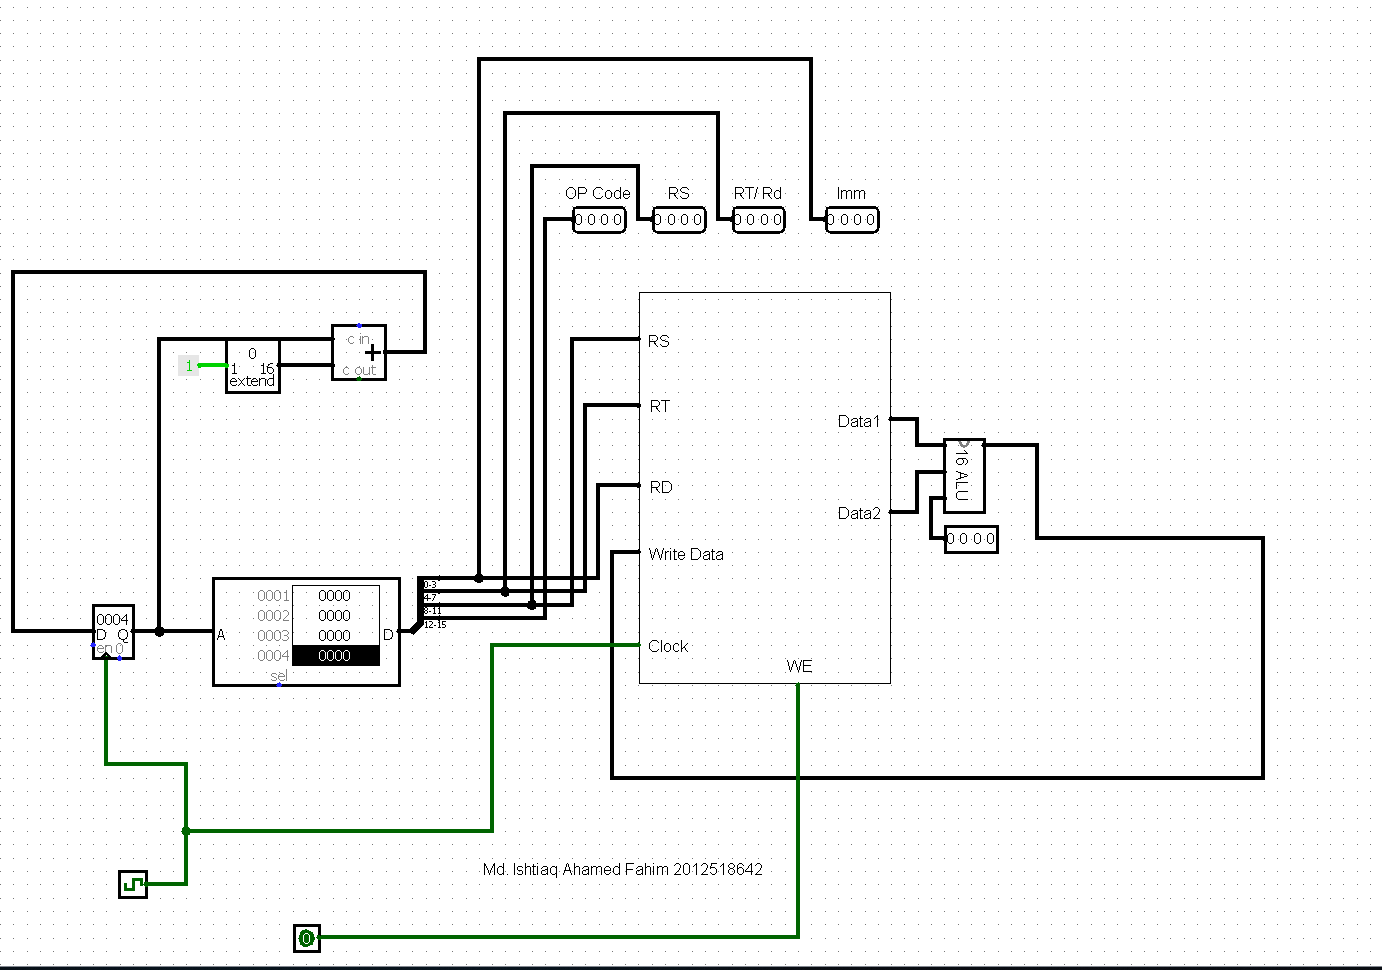 OP Code RS RT/ Rd Imm
0 0 0 0 0 0 0 0 0 0 0 0 0 0 0 0
c in
0
1 1 16
extend
c out
RS
RT
Data1
16 ALU
RD
Data2
0 0 0 0
Write Data
0-3
4-7
8-11
12-15
0001 0000
0002 0000
0003 0000
0004 0000
A D
sel
0004
D Q
en 0
Clock
WE
Md. Ishtiaq Ahamed Fahim 2012518642
0